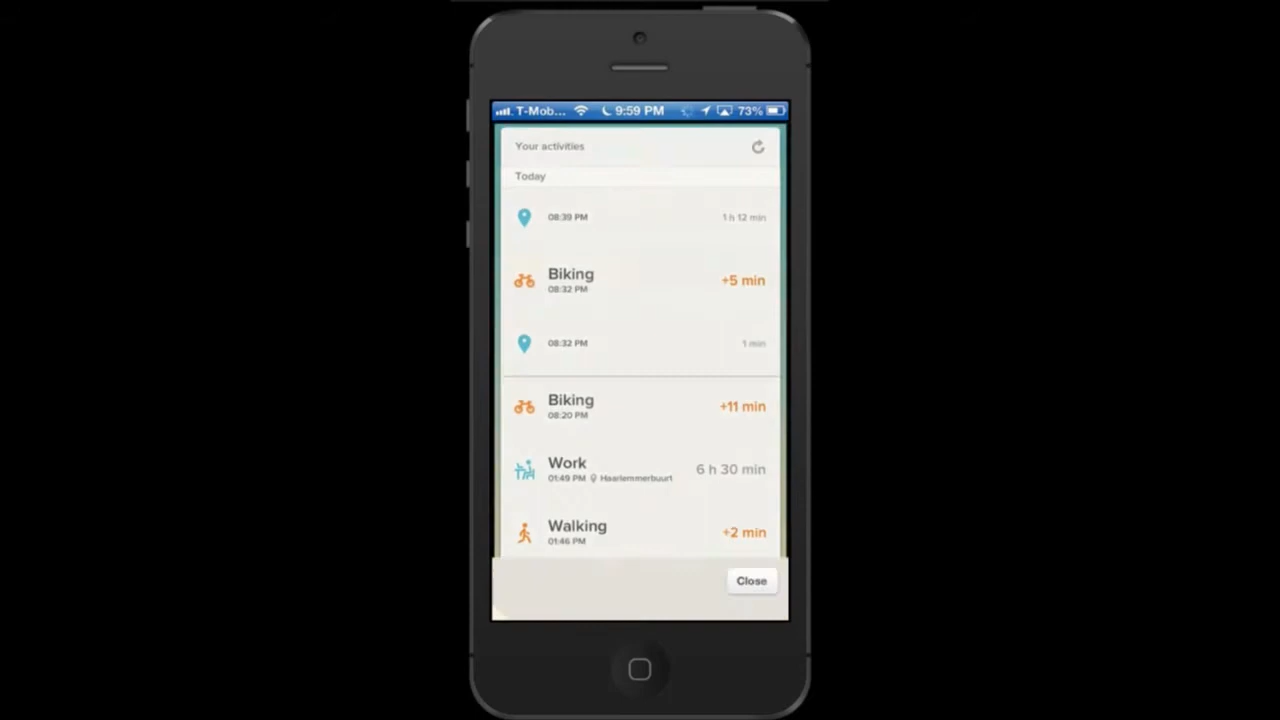 T-Mob... 9:59 PM 73%
Your activities
Today
08:39 PM 1 h 12 min
Biking
08:32 PM
+5 min
08:32 PM 1 min
Biking
08:20 PM
+11 min
Work
01:49 PM Haarlemmerbuurt
6 h 30 min
Walking
01:46 PM
+2 min
Close